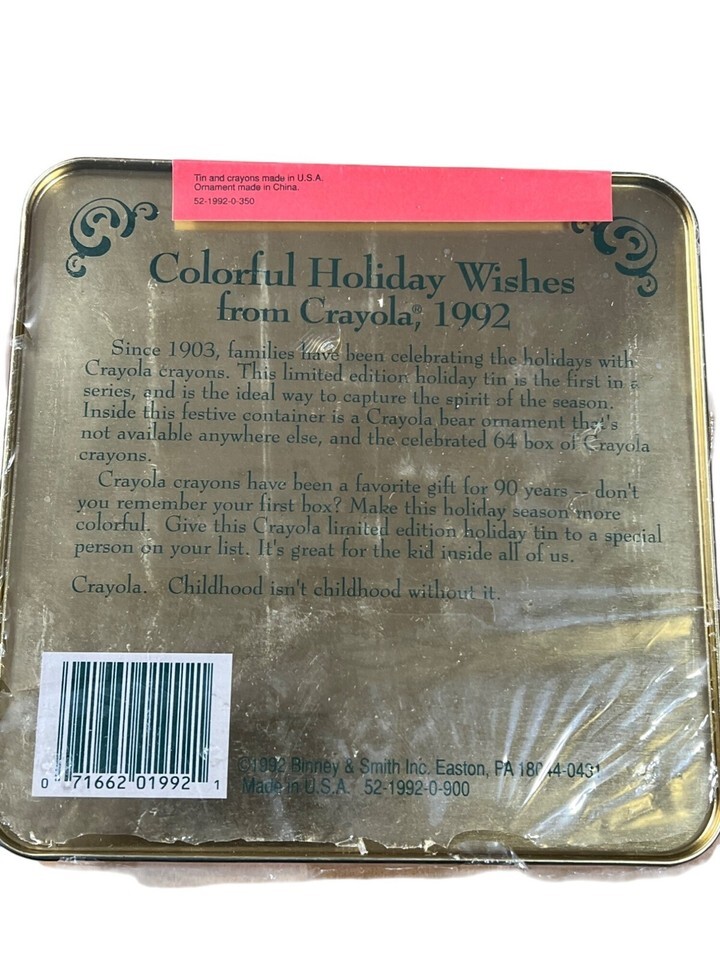 Tin and crayons made in U.S.A.
Ornament made in China.
52-1992-0-350
Colorful Holiday Wishes
from Crayola®, 1992
Since 1903, families have been celebrating the holidays with
Crayola crayons. This limited edition holiday tin is the first in a
series, and is the ideal way to capture the spirit of the season.
Inside this festive container is a Crayola bear ornament that's
not available anywhere else, and the celebrated 64 box of Crayola
crayons.
Crayola crayons have been a favorite gift for 90 years -- don't
you remember your first box? Make this holiday season more
colorful. Give this Crayola limited edition holiday tin to a special
person on your list. It's great for the kid inside all of us.
Crayola. Childhood isn't childhood without it.
0 71662 01992 1
©1992 Binney & Smith Inc. Easton, PA 18044-0431
Made in U.S.A. 52-1992-0-900